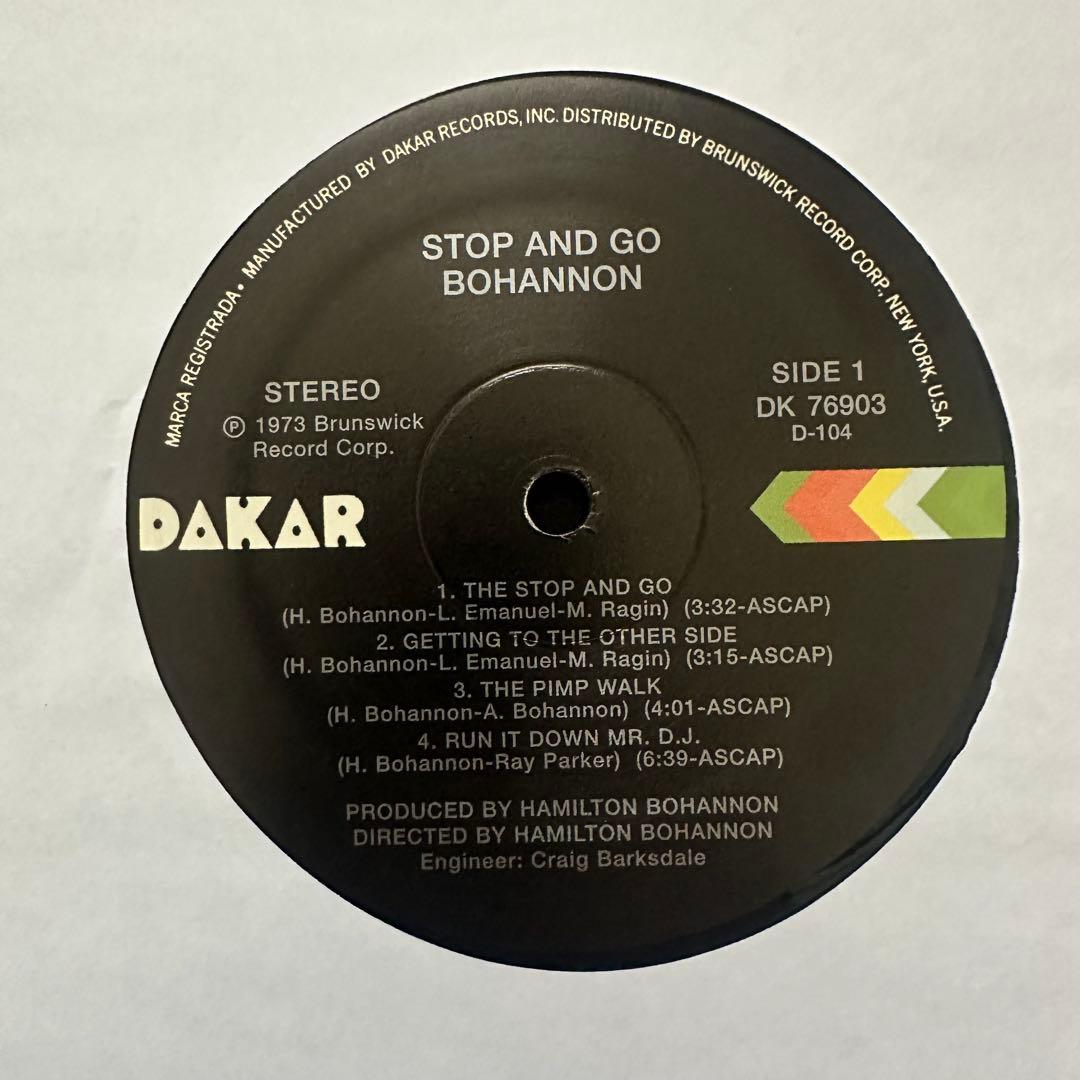 MARCA REGISTRADA • MANUFACTURED BY DAKAR RECORDS, INC. DISTRIBUTED BY BRUNSWICK RECORD CORP., NEW YORK, U.S.A.
STOP AND GO
BOHANNON
STEREO
Ⓟ 1973 Brunswick
Record Corp.
SIDE 1
DK 76903
D-104
DAKAR
1. THE STOP AND GO
(H. Bohannon-L. Emanuel-M. Ragin) (3:32-ASCAP)
2. GETTING TO THE OTHER SIDE
(H. Bohannon-L. Emanuel-M. Ragin) (3:15-ASCAP)
3. THE PIMP WALK
(H. Bohannon-A. Bohannon) (4:01-ASCAP)
4. RUN IT DOWN MR. D.J.
(H. Bohannon-Ray Parker) (6:39-ASCAP)
PRODUCED BY HAMILTON BOHANNON
DIRECTED BY HAMILTON BOHANNON
Engineer: Craig Barksdale